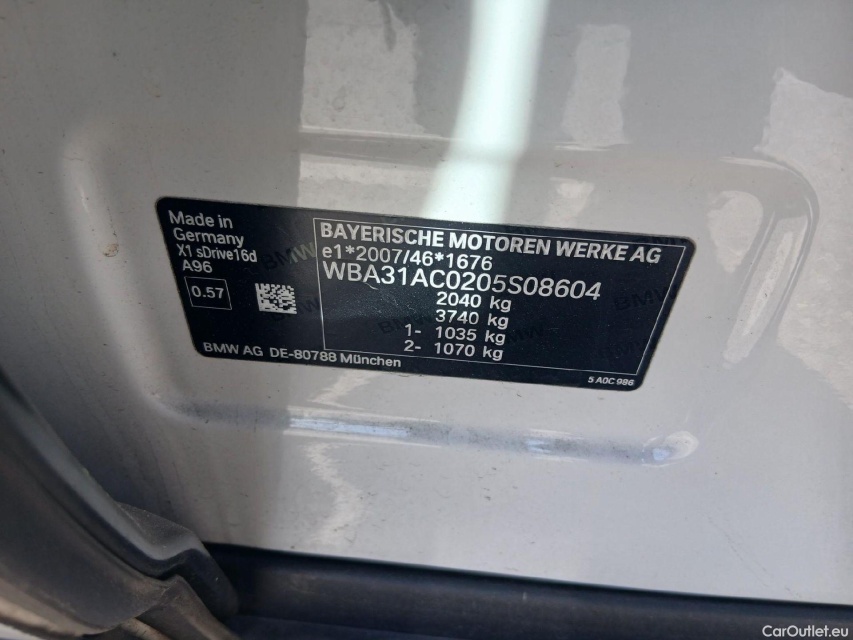 Made in
Germany
X1 sDrive16d
A96
0.57
BAYERISCHE MOTOREN WERKE AG
e1*2007/46*1676
WBA31AC0205S08604
2040 kg
3740 kg
1- 1035 kg
2- 1070 kg
BMW AG DE-80788 München
5 A0C 986
CarOutlet.eu